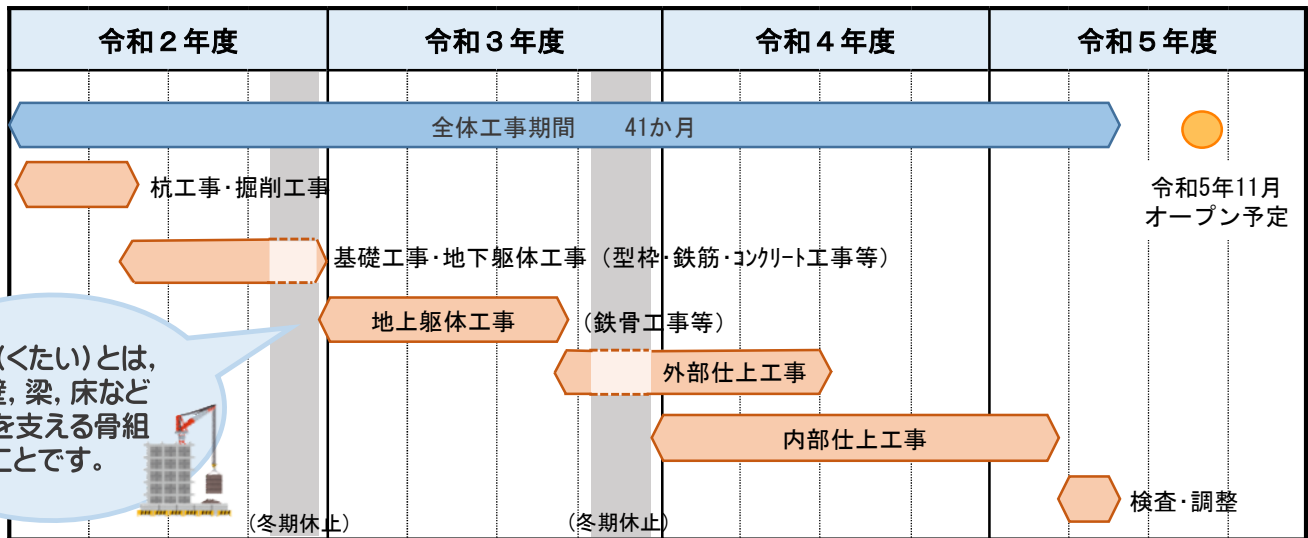 令和２年度
令和３年度
令和４年度
令和５年度
全体工事期間　　41か月
杭工事･掘削工事
令和5年11月
オープン予定
基礎工事･地下躯体工事（型枠･鉄筋･ｺﾝｸﾘｰﾄ工事等）
地上躯体工事
（鉄骨工事等）
(くたい)とは，
，梁，床など
を支える骨組
ことです。
外部仕上工事
内部仕上工事
検査･調整
(冬期休止)
(冬期休止)